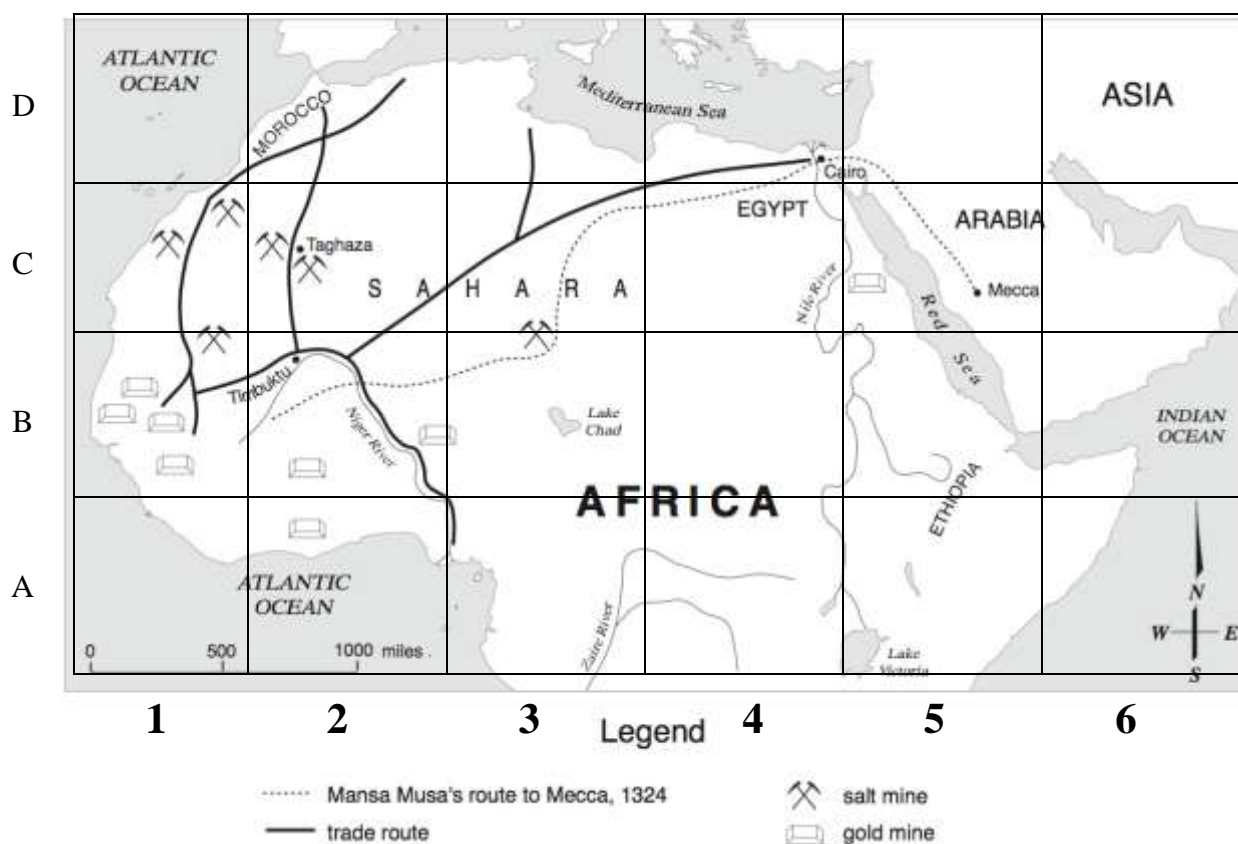 ATLANTIC
OCEAN
D
MOROCCO
Mediterranean Sea
ASIA
Cairo
EGYPT
ARABIA
C
Taghaza
SAHARA
Nile River
Red
Sea
Mecca
Timbuktu
B
Niger River
Lake
Chad
INDIAN
OCEAN
AFRICA
ETHIOPIA
A
ATLANTIC
OCEAN
Zaire River
Lake
Victoria
N
W E
S
0 500 1000 miles
1 2 3 4 5 6
Legend
Mansa Musa's route to Mecca, 1324
salt mine
trade route
gold mine